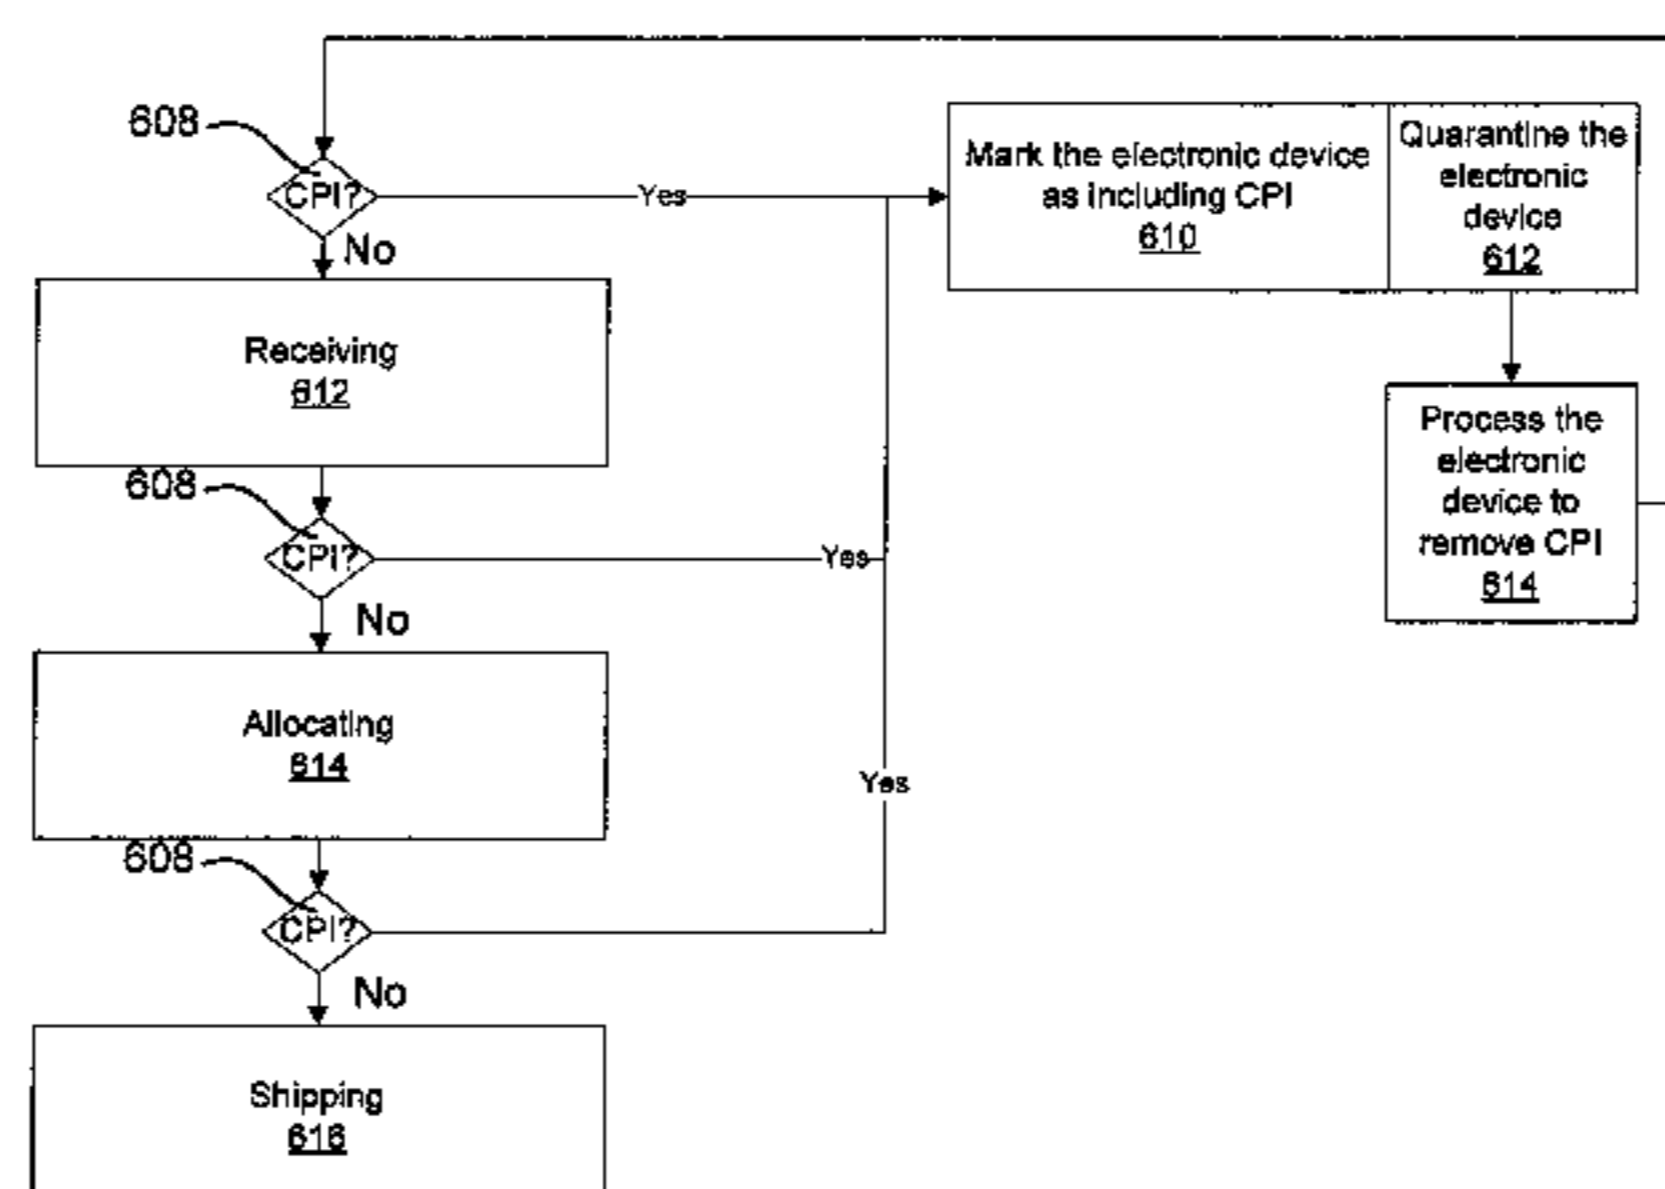 608
CPI?
Yes
No
Mark the electronic device
as including CPI
610
Quarantine the
electronic
device
612
Receiving
612
608
CPI?
Yes
No
Process the
electronic
device to
remove CPI
614
Allocating
614
Yes
608
CPI?
No
Shipping
616